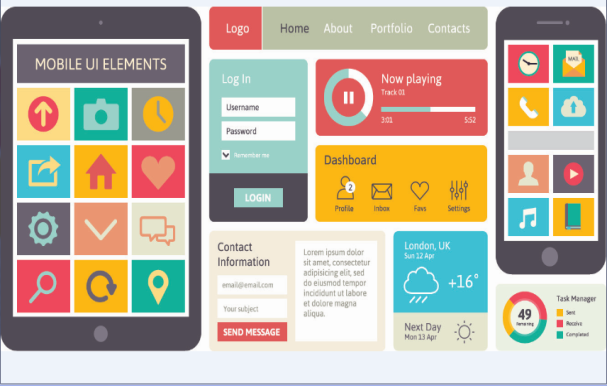 MOBILE UI ELEMENTS
Logo
Home
About
Portfolio
Contacts
Log In
Username
Password
Remember me
LOGIN
Now playing
Track 01
3:01
5:52
Dashboard
2
Profile
Inbox
Favs
Settings
Contact
Information
email@email.com
Your subject
SEND MESSAGE
Lorem ipsum dolor
sit amet, consectetur
adipisicing elit, sed
do eiusmod tempor
incididunt ut labore
et dolore magna
aliqua.
London, UK
Sun 12 Apr
+16°
Next Day
Mon 13 Apr
MAIL
Task Manager
49
Remaining
Sent
Receive
Completed